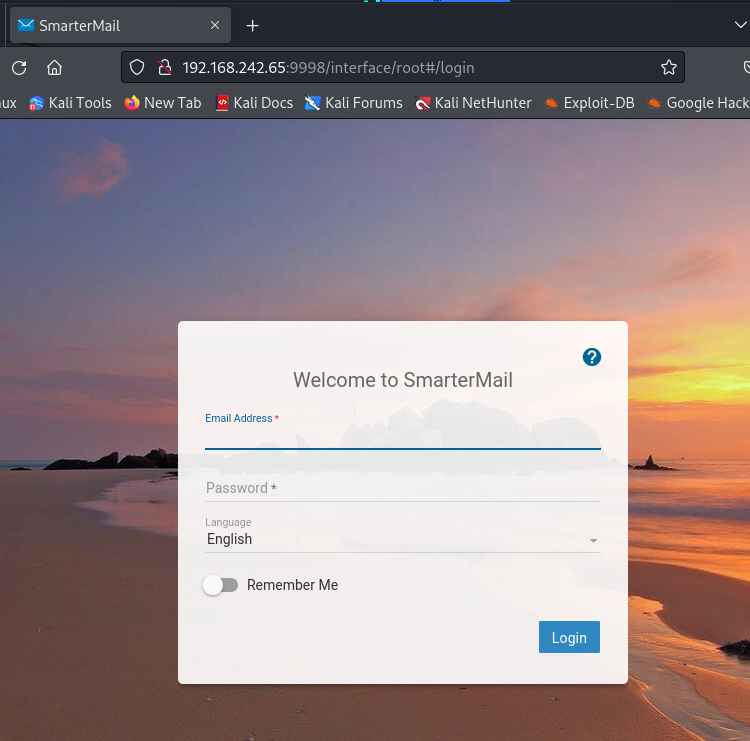 SmarterMail
192.168.242.65:9998/interface/root#/login
ux Kali Tools New Tab Kali Docs Kali Forums Kali NetHunter Exploit-DB Google Hack
Welcome to SmarterMail
Email Address *
Password *
Language
English
Remember Me
Login